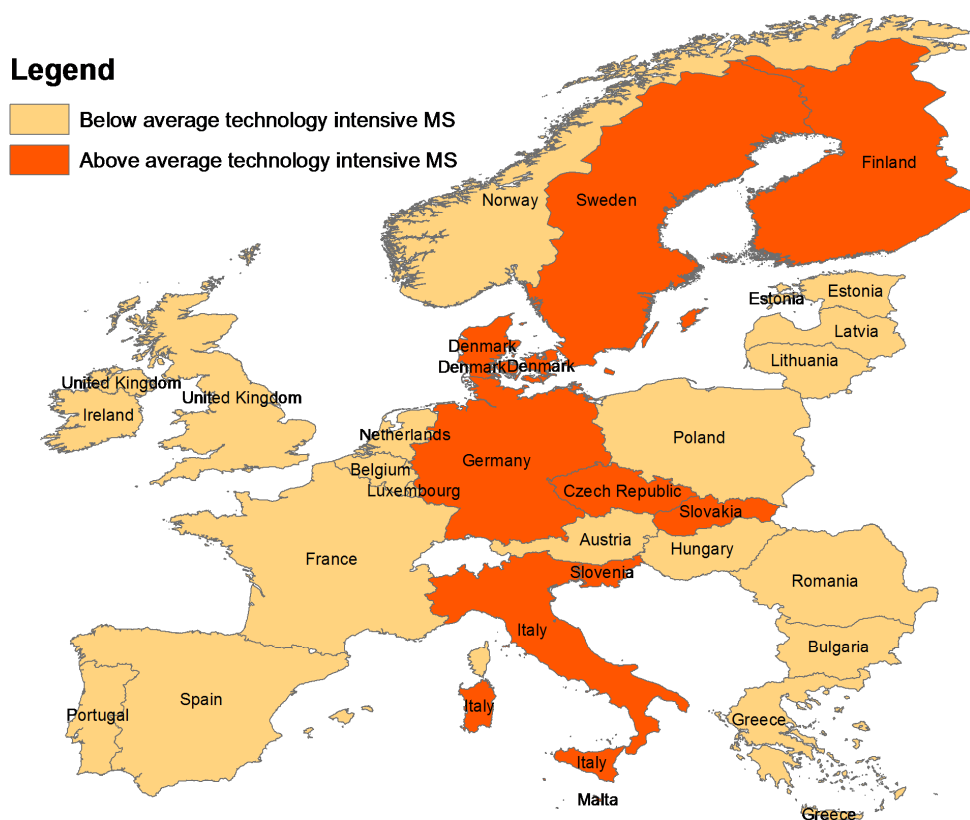 Legend
Below average technology intensive MS
Above average technology intensive MS
Finland
Norway
Sweden
Estonia
Estonia
Latvia
Denmark
Lithuania
Denmark
Denmark
United Kingdom
United Kingdom
Ireland
Netherlands
Poland
Germany
Belgium
Luxembourg
Czech Republic
Slovakia
Austria
Hungary
France
Slovenia
Romania
Italy
Bulgaria
Spain
Italy
Portugal
Greece
Italy
Malta
Greece